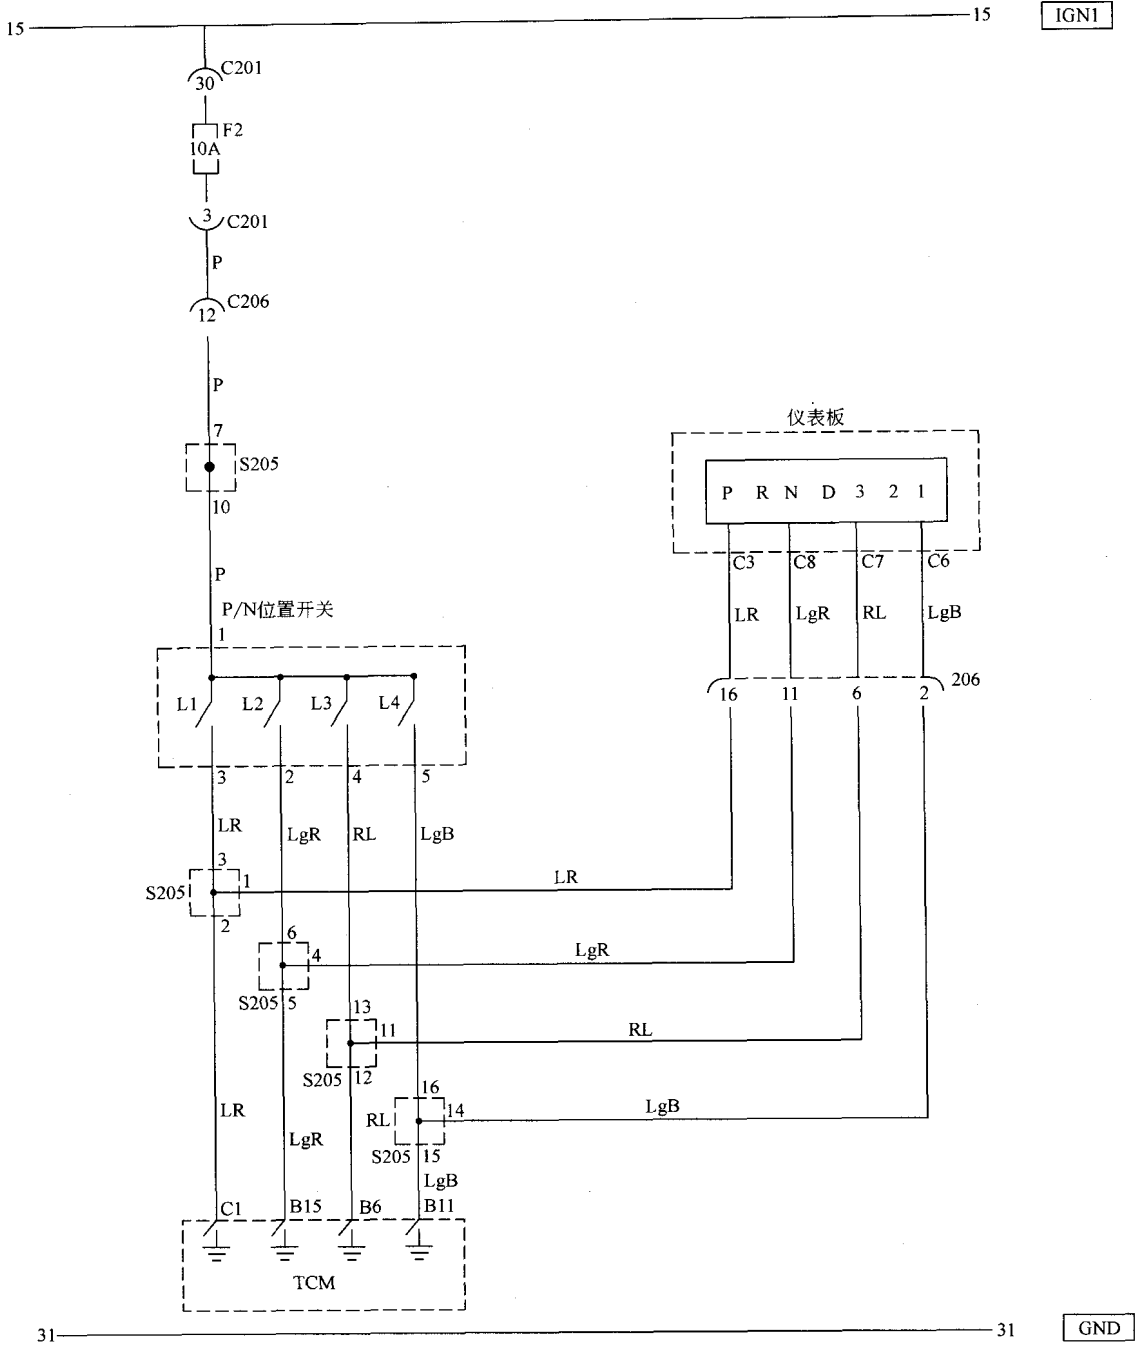 15
15
IGN1
C201
30
F2
10A
3
C201
P
C206
12
P
7
S205
10
P
P/N位置开关
1
L1
L2
L3
L4
3
2
4
5
LR
LgR
RL
LgB
仪表板
P R N D 3 2 1
C3
C8
C7
C6
LR
LgR
RL
LgB
206
16
11
6
2
3
S205
1
LR
2
6
4
LgR
S205
5
13
11
RL
S205
12
16
RL
14
LgB
S205
15
LR
LgR
LgB
C1
B15
B6
B11
TCM
31
31
GND